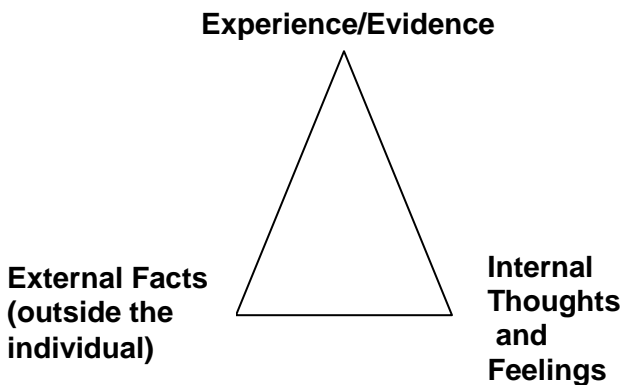 Experience/Evidence
External Facts
(outside the
individual)
Internal
Thoughts
and
Feelings